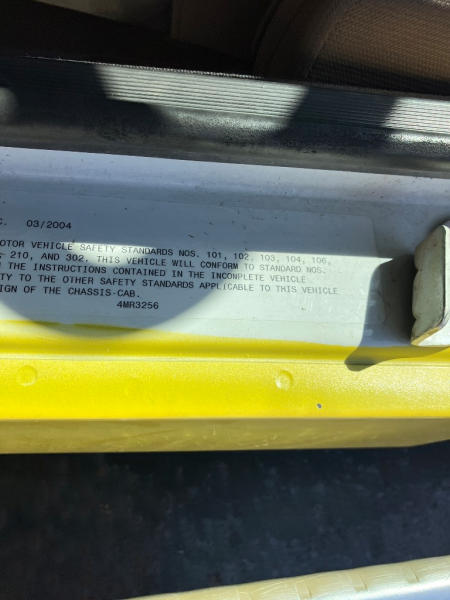 C. 03/2004
OTOR VEHICLE SAFETY STANDARDS NOS. 101, 102, 103, 104, 106,
210, AND 302. THIS VEHICLE WILL CONFORM TO STANDARD NOS.
THE INSTRUCTIONS CONTAINED IN THE INCOMPLETE VEHICLE
TY TO THE OTHER SAFETY STANDARDS APPLICABLE TO THIS VEHICLE
IGN OF THE CHASSIS-CAB.
4MR3256